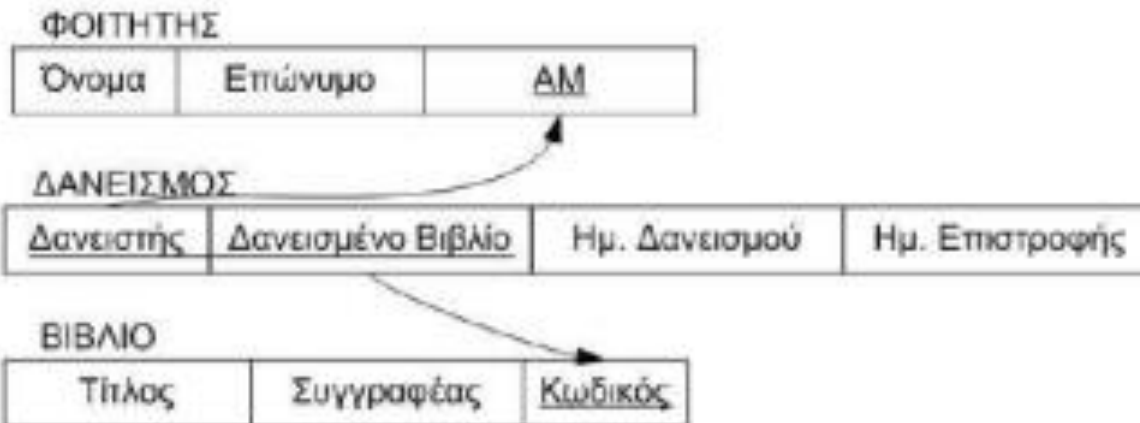 ΦΟΙΤΗΤΗΣ
Όνομα Επώνυμο ΑΜ
ΔΑΝΕΙΣΜΟΣ
Δανειστής Δανεισμένο Βιβλίο Ημ. Δανεισμού Ημ. Επιστροφής
ΒΙΒΛΙΟ
Τίτλος Συγγραφέας Κωδικός